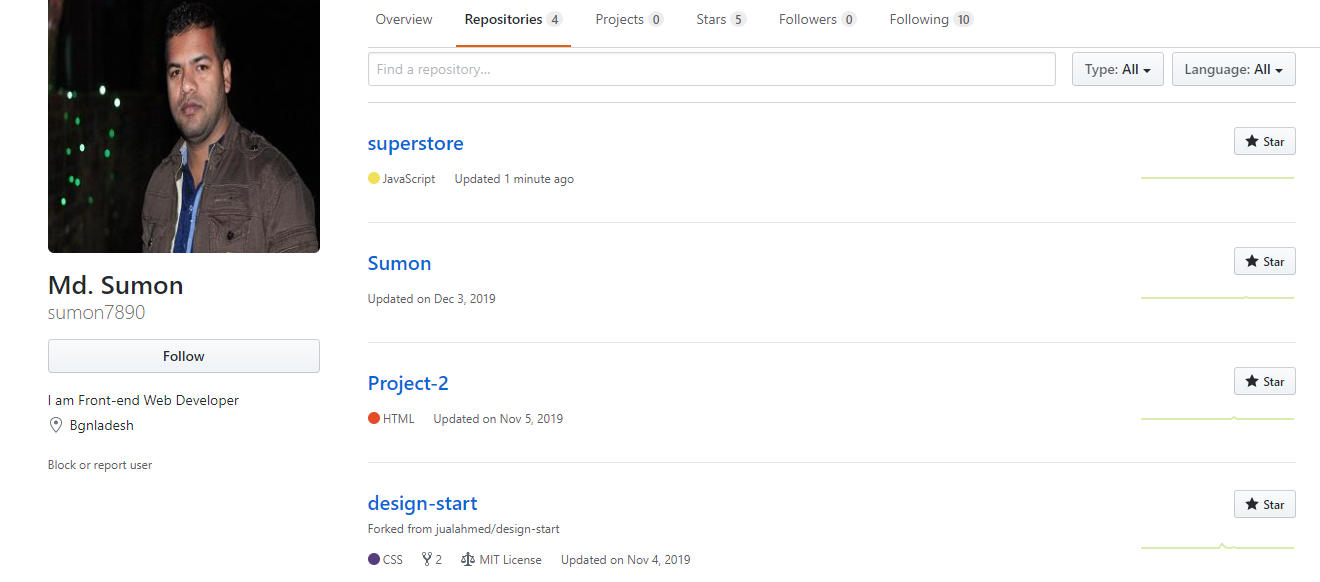 Overview Repositories 4 Projects 0 Stars 5 Followers 0 Following 10
Find a repository...
Type: All
Language: All
superstore
Star
JavaScript Updated 1 minute ago
Sumon
Star
Updated on Dec 3, 2019
Project-2
Star
HTML Updated on Nov 5, 2019
design-start
Star
Forked from jualahmed/design-start
CSS 2 MIT License Updated on Nov 4, 2019
Md. Sumon
sumon7890
Follow
I am Front-end Web Developer
Bgnladesh
Block or report user